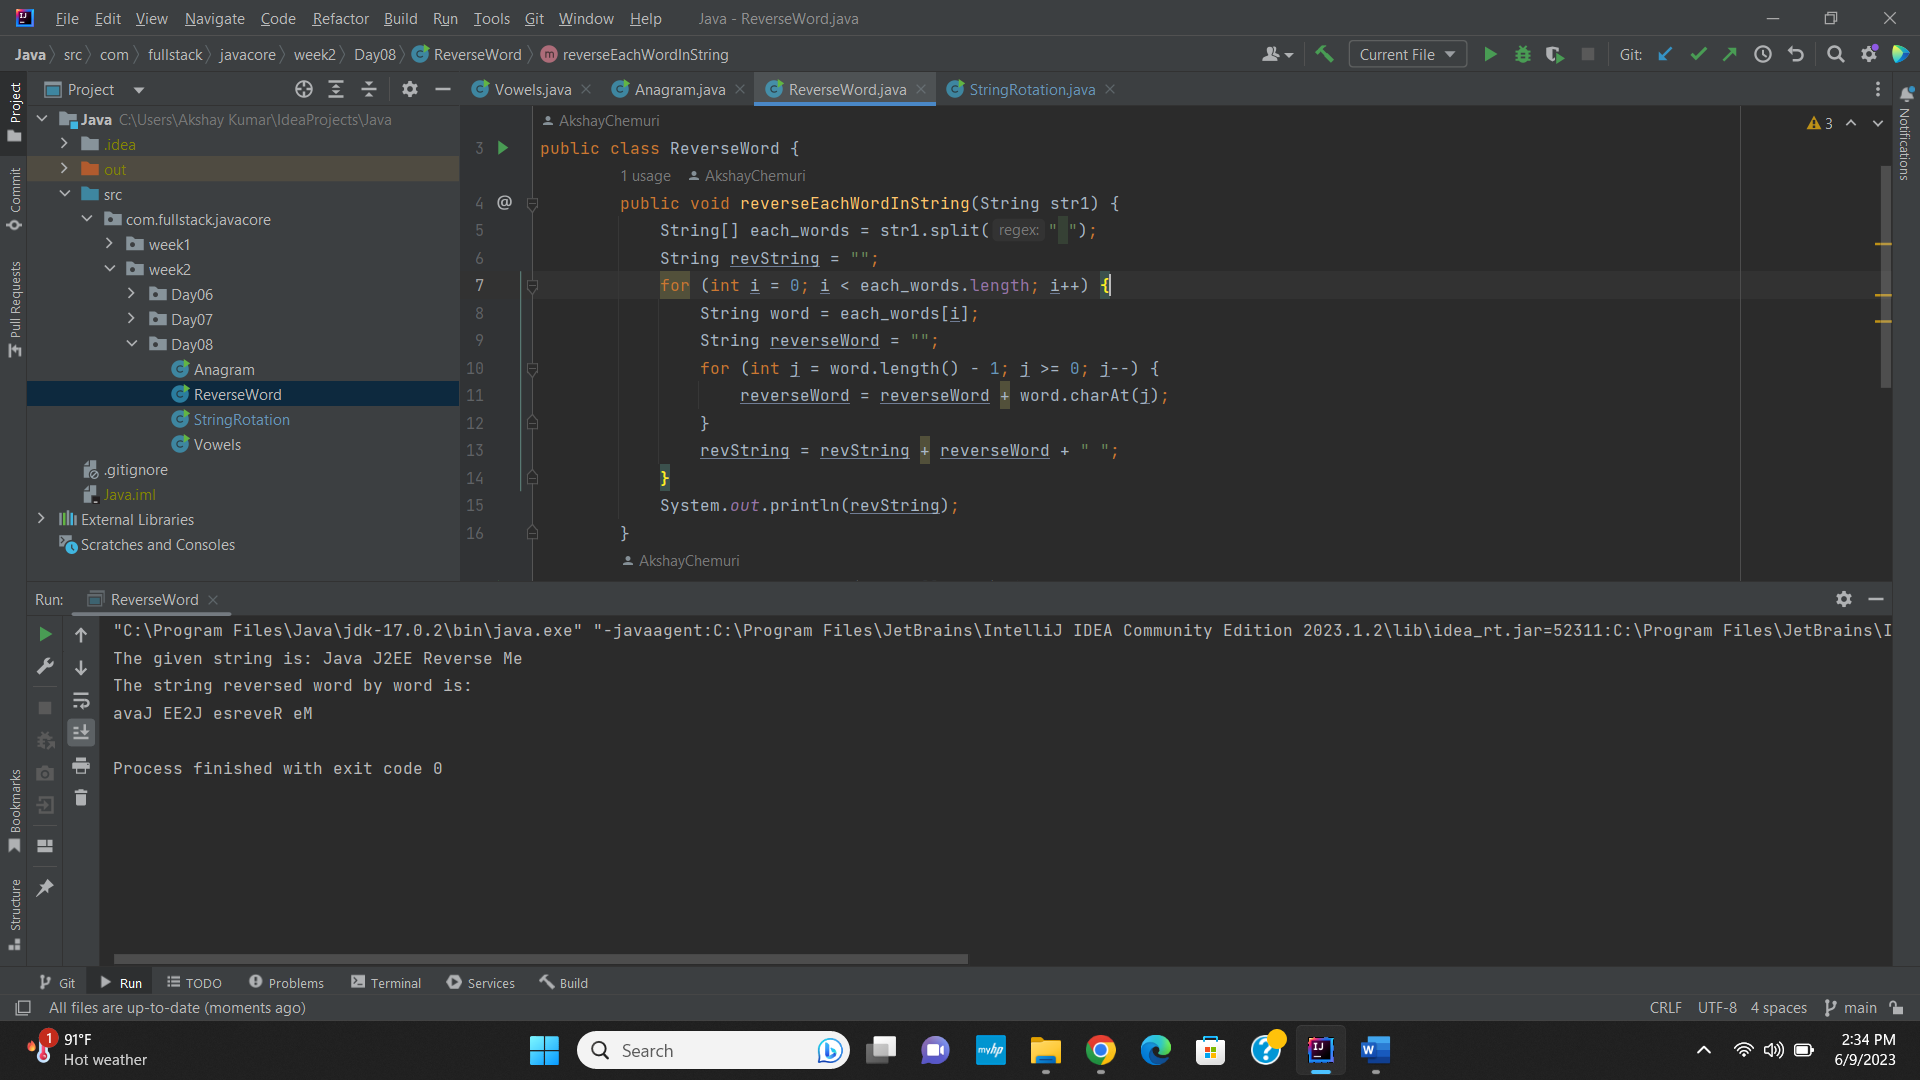 File Edit View Navigate Code Refactor Build Run Tools Git Window Help Java - ReverseWord.java
Java src com fullstack javacore week2 Day08 ReverseWord reverseEachWordInString Current File Git:
Project Vowels.java Anagram.java ReverseWord.java StringRotation.java
Project
Commit
Pull Requests
Bookmarks
Structure
Notifications
Java C:\Users\Akshay Kumar\IdeaProjects\Java
.idea
out
src
com.fullstack.javacore
week1
week2
Day06
Day07
Day08
Anagram
ReverseWord
StringRotation
Vowels
.gitignore
Java.iml
External Libraries
Scratches and Consoles
AkshayChemuri
3
3 public class ReverseWord {
1 usage AkshayChemuri
4 @ public void reverseEachWordInString(String str1) {
5 String[] each_words = str1.split( regex: " ");
6 String revString = "";
7 for (int i = 0; i < each_words.length; i++) {
8 String word = each_words[i];
9 String reverseWord = "";
10 for (int j = word.length() - 1; j >= 0; j--) {
11 reverseWord = reverseWord + word.charAt(j);
12 }
13 revString = revString + reverseWord + " ";
14 }
15 System.out.println(revString);
16 }
AkshayChemuri
Run: ReverseWord
"C:\Program Files\Java\jdk-17.0.2\bin\java.exe" "-javaagent:C:\Program Files\JetBrains\IntelliJ IDEA Community Edition 2023.1.2\lib\idea_rt.jar=52311:C:\Program Files\JetBrains\I
The given string is: Java J2EE Reverse Me
The string reversed word by word is:
avaJ EE2J esreveR eM
Process finished with exit code 0
Git Run TODO Problems Terminal Services Build
All files are up-to-date (moments ago) CRLF UTF-8 4 spaces main
1 91°F
Hot weather
Search
myhp
2:34 PM
6/9/2023